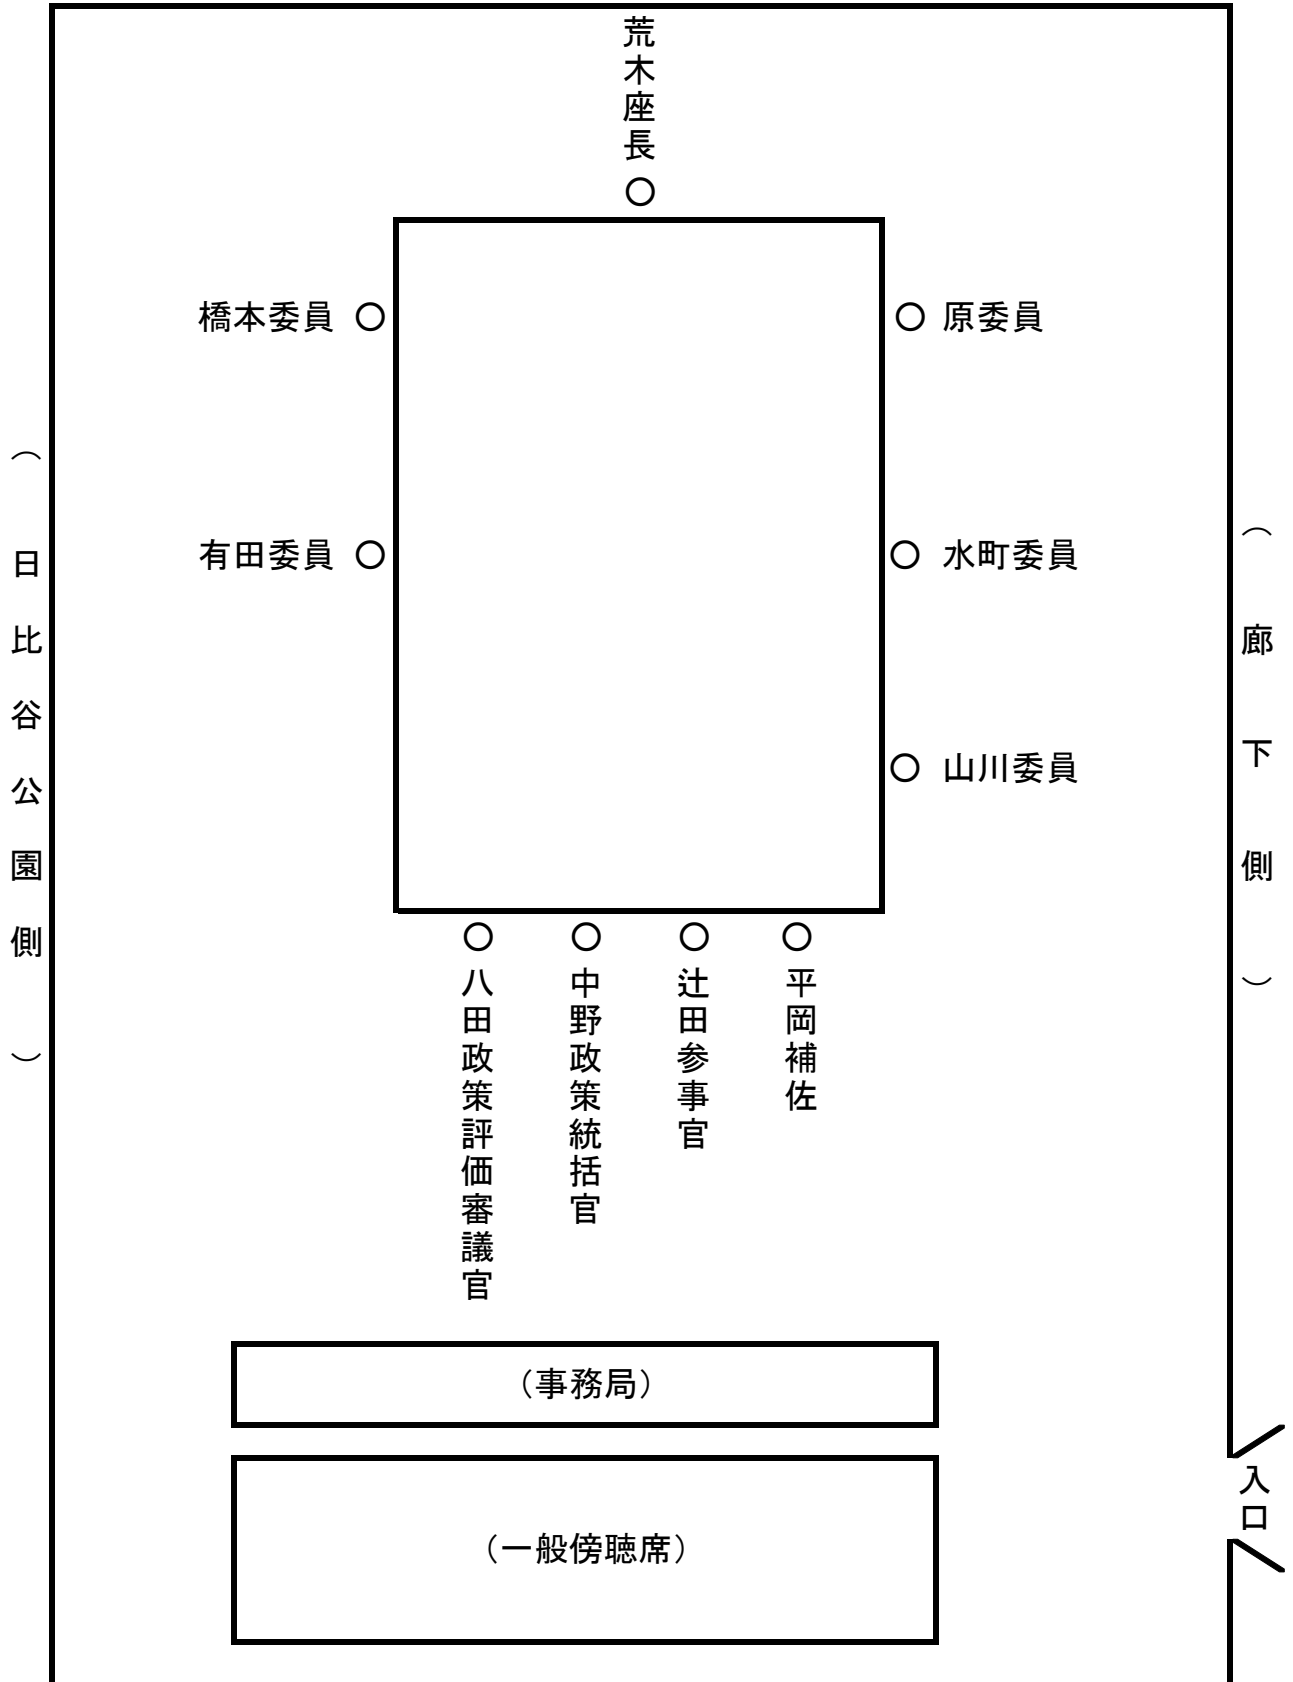 荒木座長
橋本委員
原委員
有田委員
水町委員
山川委員
（日比谷公園側）
（廊下側）
八田政策評価審議官
中野政策統括官
辻田参事官
平岡補佐
（事務局）
入口
（一般傍聴席）